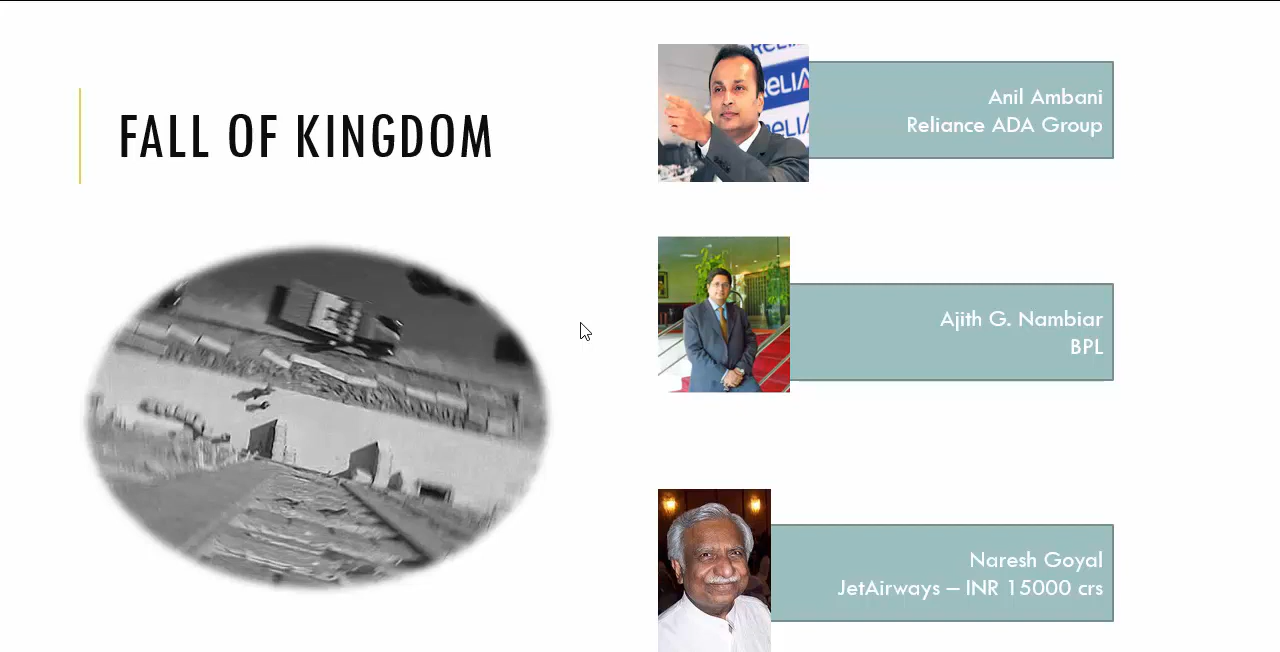 FALL OF KINGDOM
Anil Ambani
Reliance ADA Group
Ajith G. Nambiar
BPL
Naresh Goyal
JetAirways – INR 15000 crs